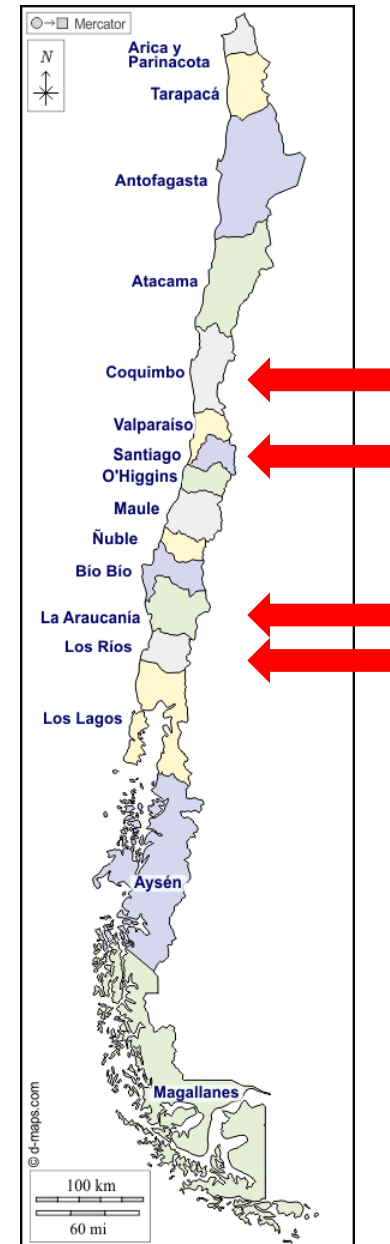 Mercator
N
Arica y
Parinacota
Tarapacá
Antofagasta
Atacama
Coquimbo
Valparaíso
Santiago
O'Higgins
Maule
Ñuble
Bío Bío
La Araucanía
Los Ríos
Los Lagos
Aysén
Magallanes
© d-maps.com
100 km
60 mi